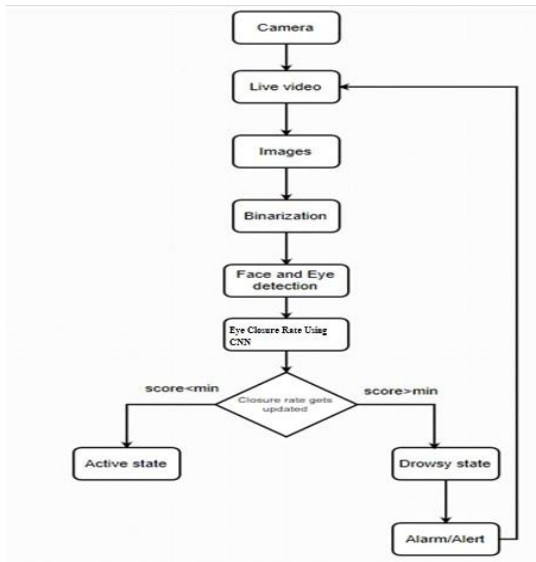 Camera
Live video
Images
Binarization
Face and Eye
detection
Eye Closure Rate Using
CNN
score<min
Closure rate gets
updated
score>min
Active state
Drowsy state
Alarm/Alert